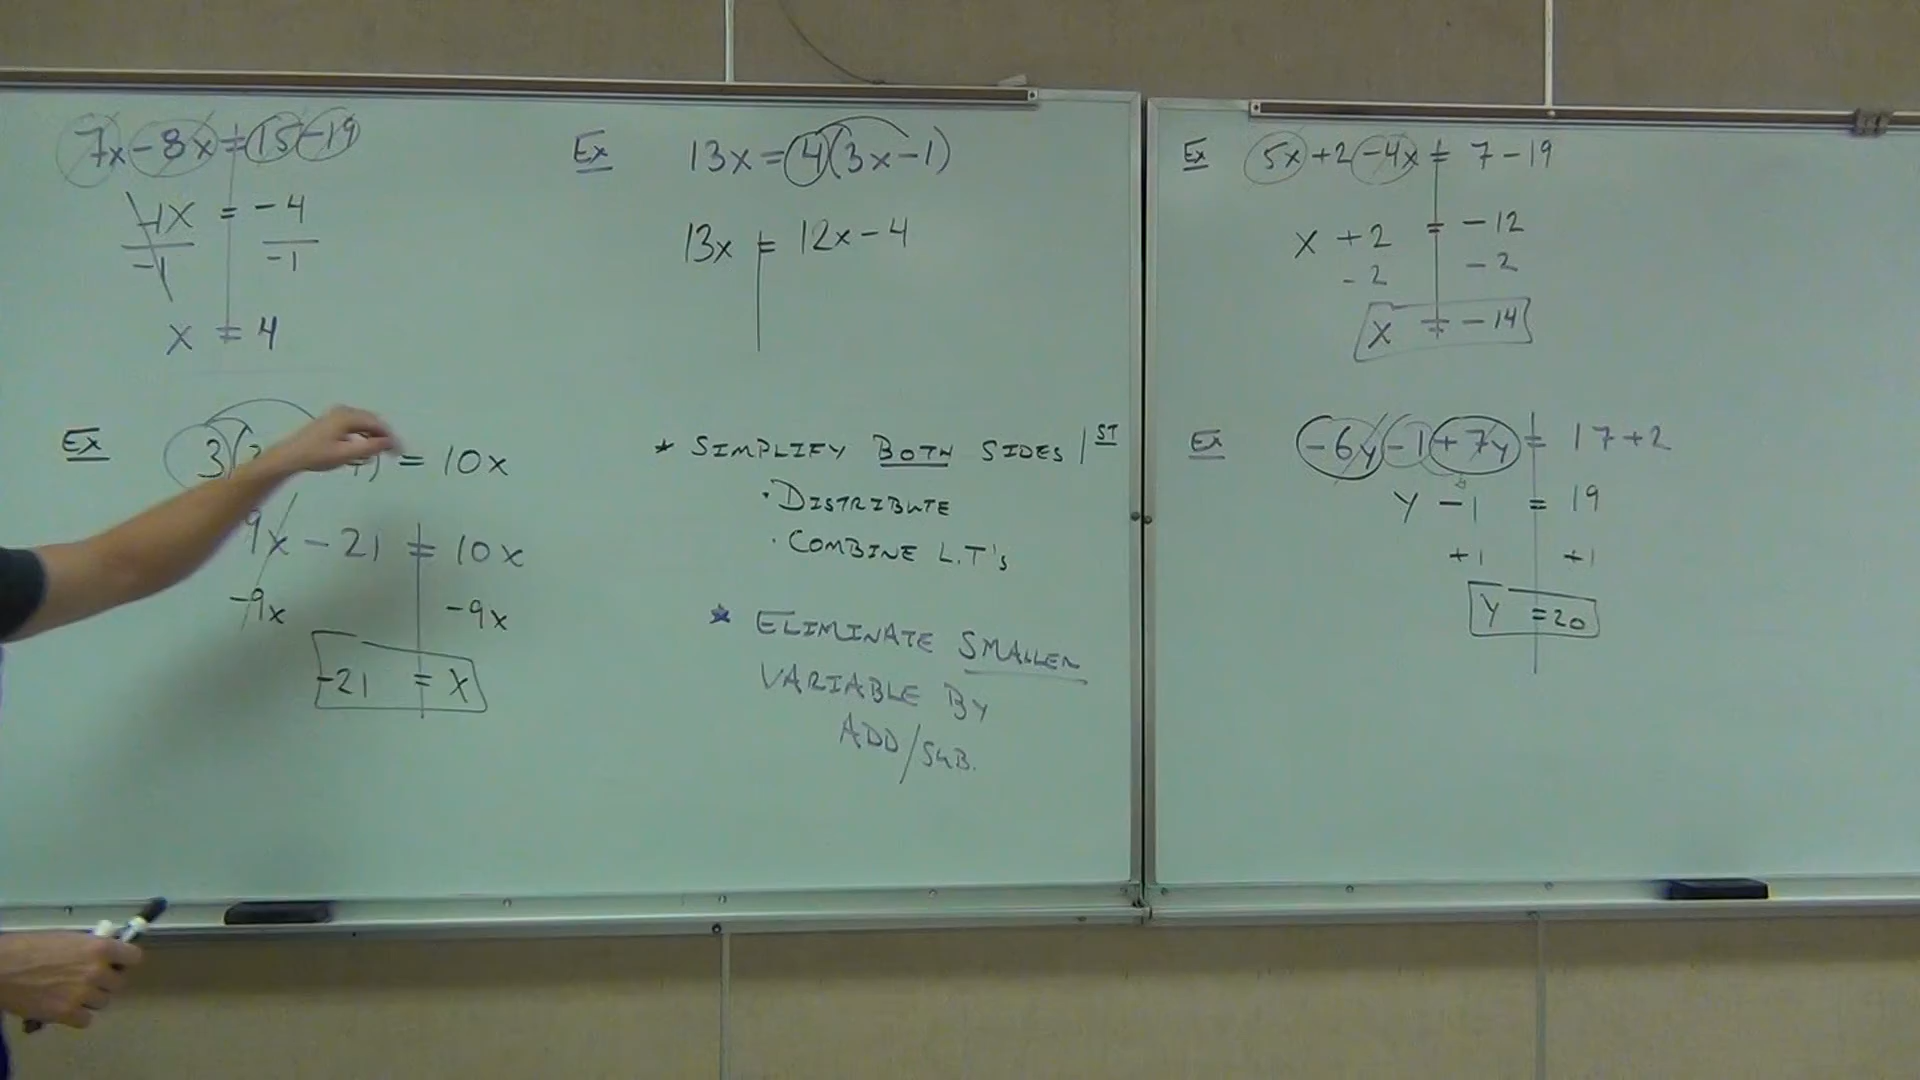 7x - 8x = 15 - 19
-1x = -4
-1 -1
x = 4
Ex 3( = 10x
9x - 21 = 10x
-9x -9x
-21 = x
Ex 13x = 4(3x - 1)
13x = 12x - 4
* SIMPLIFY BOTH SIDES 1ST
· DISTRIBUTE
· COMBINE L.T's
* ELIMINATE SMALLER
VARIABLE BY
ADD/SUB.
Ex 5x + 2 - 4x = 7 - 19
x + 2 = -12
-2 -2
x = -14
Ex -6y - 1 + 7y = 17 + 2
y - 1 = 19
+1 +1
y = 20